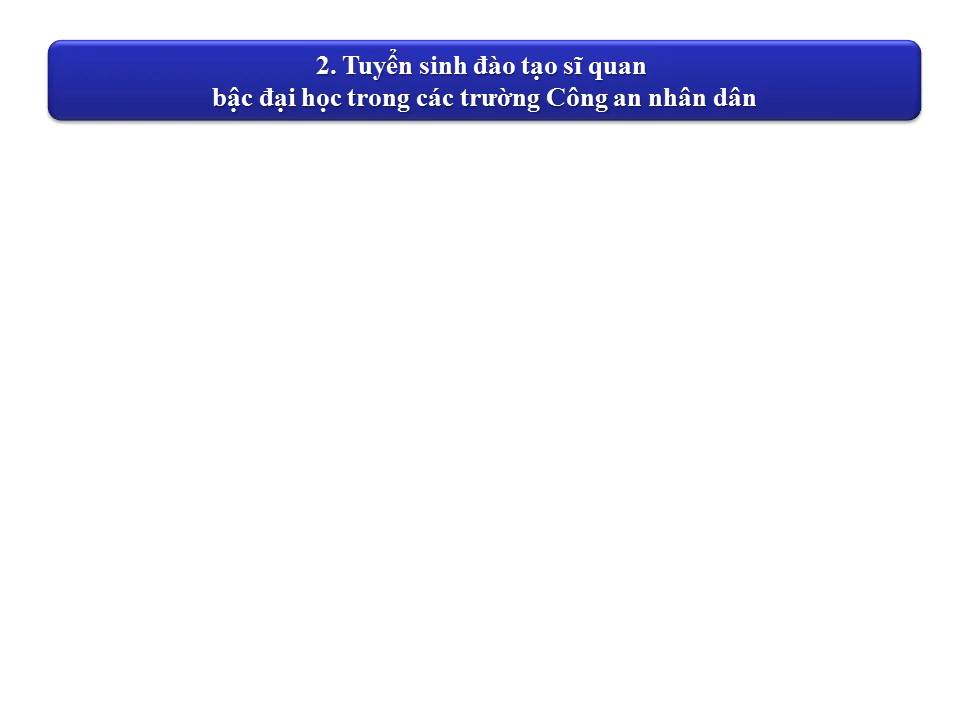 2. Tuyển sinh đào tạo sĩ quan
bậc đại học trong các trường Công an nhân dân